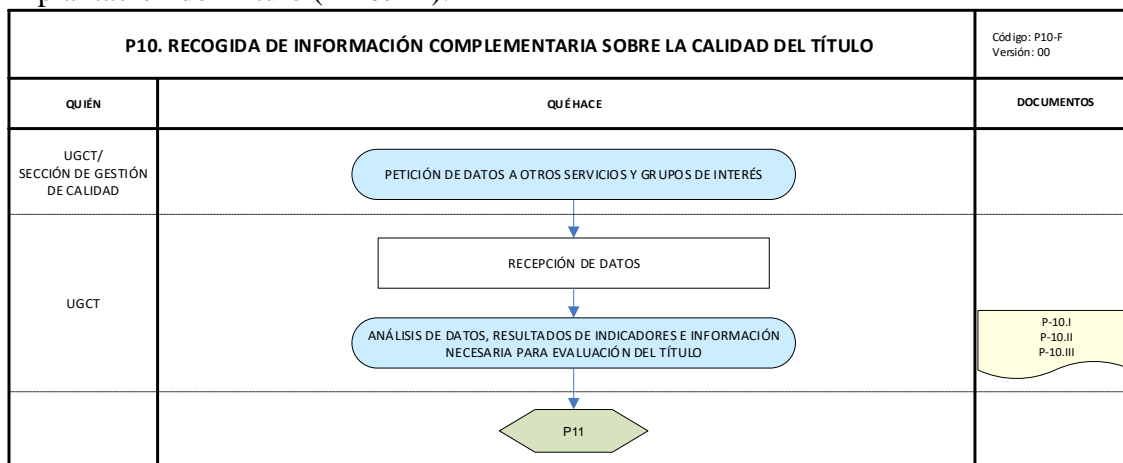 P10. RECOGIDA DE INFORMACIÓN COMPLEMENTARIA SOBRE LA CALIDAD DEL TÍTULO
Código: P10-F
Versión: 00
QUIÉN
QUÉ HACE
DOCUMENTOS
UGCT/
SECCIÓN DE GESTIÓN
DE CALIDAD
PETICIÓN DE DATOS A OTROS SERVICIOS Y GRUPOS DE INTERÉS
UGCT
RECEPCIÓN DE DATOS
ANÁLISIS DE DATOS, RESULTADOS DE INDICADORES E INFORMACIÓN
NECESARIA PARA EVALUACIÓN DEL TÍTULO
P-10.I
P-10.II
P-10.III
P11